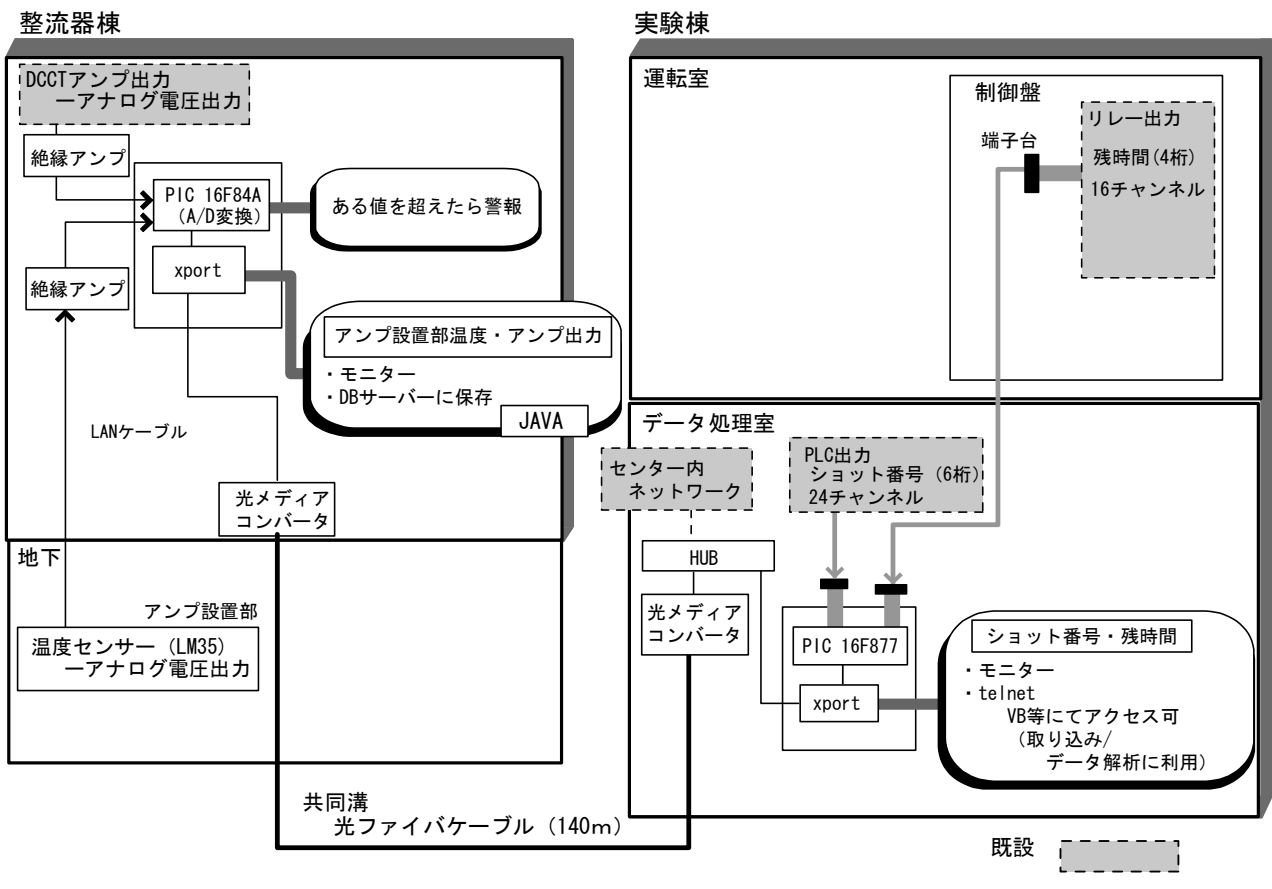 整流器棟
DCCTアンプ出力
ーアナログ電圧出力
絶縁アンプ
PIC 16F84A
(A/D変換)
ある値を超えたら警報
xport
絶縁アンプ
アンプ設置部温度・アンプ出力
・モニター
・DBサーバーに保存
JAVA
LANケーブル
光メディア
コンバータ
地下
アンプ設置部
温度センサー (LM35)
ーアナログ電圧出力
共同溝
光ファイバケーブル (140m)
実験棟
運転室
制御盤
端子台
リレー出力
残時間(4桁)
16チャンネル
データ処理室
センター内
ネットワーク
PLC出力
ショット番号 (6桁)
24チャンネル
HUB
光メディア
コンバータ
PIC 16F877
xport
ショット番号・残時間
・モニター
・telnet
VB等にてアクセス可
(取り込み/
データ解析に利用)
既設